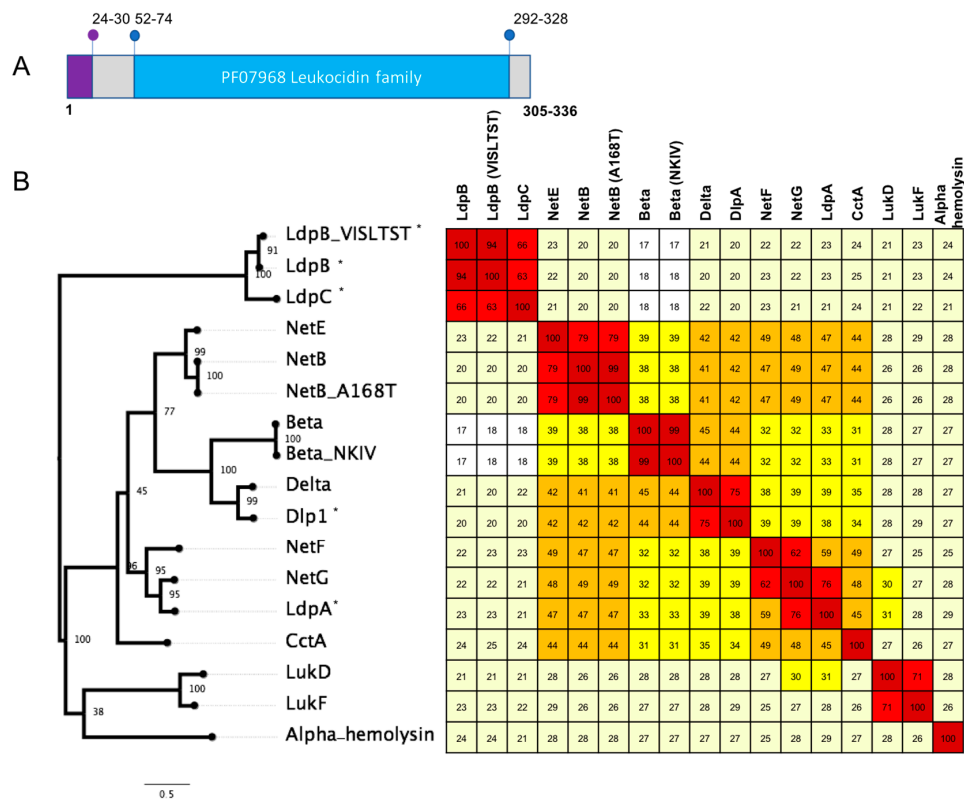 24-30 52-74 292-328
A
PF07968 Leukocidin family
1 305-336
B
LdpB
LdpB (VISLTST)
LdpC
NetE
NetB
NetB (A168T)
Beta
Beta (NKIV)
Delta
DlpA
NetF
NetG
LdpA
CctA
LukD
LukF
Alpha
hemolysin
LdpB_VISLTST * 100 94 66 23 20 20 17 17 21 20 22 22 23 24 21 23 24
91
LdpB * 94 100 63 22 20 20 18 18 20 20 23 22 23 25 21 23 24
100
LdpC * 66 63 100 21 20 20 18 18 22 20 23 21 21 24 21 22 21
NetE 23 22 21 100 79 79 39 39 42 42 49 48 47 44 28 29 28
99
NetB 20 20 20 79 100 99 38 38 41 42 47 49 47 44 26 26 28
100
NetB_A168T 20 20 20 79 99 100 38 38 41 42 47 49 47 44 26 26 28
77
Beta 17 18 18 39 38 38 100 99 45 44 32 32 33 31 28 27 27
100
Beta_NKIV 17 18 18 39 38 38 99 100 44 44 32 32 33 31 28 27 27
100
Delta 21 20 22 42 41 41 45 44 100 75 38 39 39 35 28 28 27
45
99
Dlp1 * 20 20 20 42 42 42 44 44 75 100 39 39 38 34 28 29 27
NetF 22 23 23 49 47 47 32 32 38 39 100 62 59 49 27 25 25
96
95
NetG 22 22 21 48 49 49 32 32 39 39 62 100 76 48 30 27 28
95
LdpA * 23 23 21 47 47 47 33 33 39 38 59 76 100 45 31 28 29
100
CctA 24 25 24 44 44 44 31 31 35 34 49 48 45 100 27 26 27
LukD 21 21 21 28 26 26 28 28 28 28 27 30 31 27 100 71 28
100
LukF 23 23 22 29 26 26 27 27 28 29 25 27 28 26 71 100 26
38
Alpha_hemolysin 24 24 21 28 28 28 27 27 27 27 25 28 29 27 28 26 100
0.5